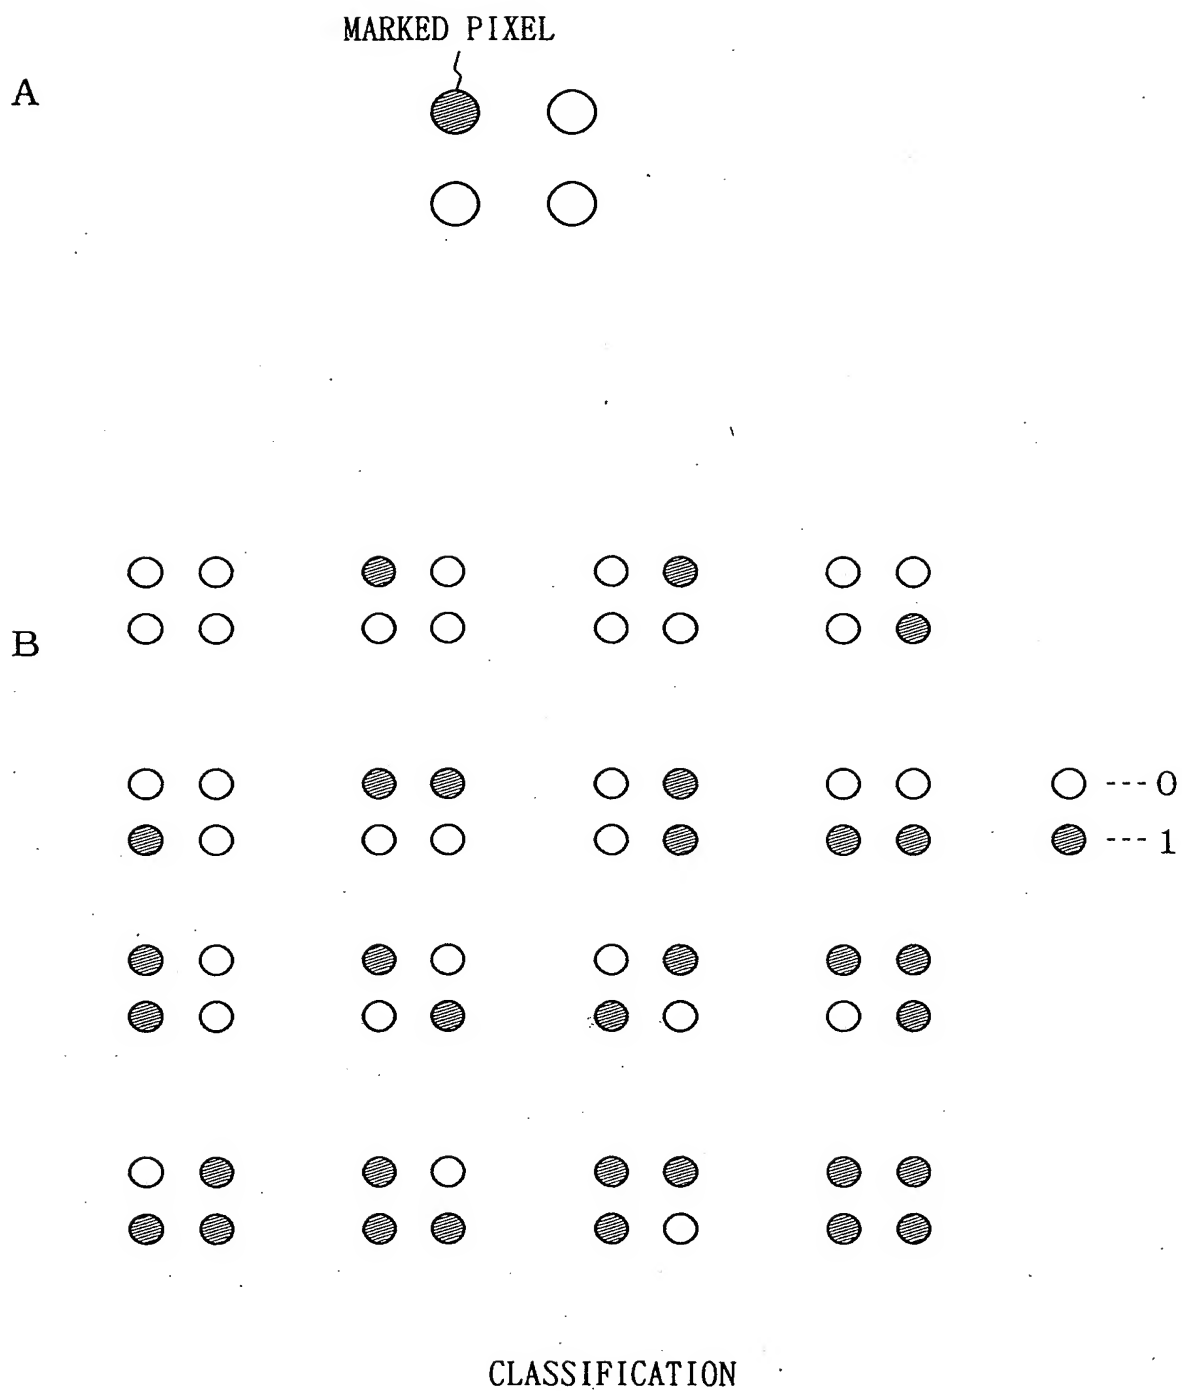 MARKED PIXEL
A
B
--- 0
--- 1
CLASSIFICATION